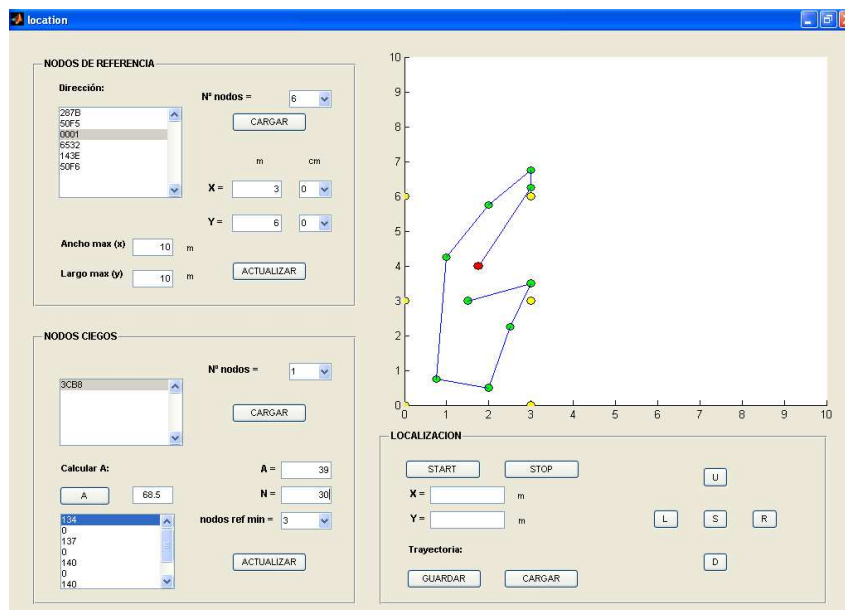 location
NODOS DE REFERENCIA
Dirección:
287B
50F5
0001
6532
143E
50F6
Nº nodos = 6
CARGAR
m cm
X = 3 0
Y = 6 0
Ancho max (x) 10 m
Largo max (y) 10 m
ACTUALIZAR
NODOS CIEGOS
3CB8
Nº nodos = 1
CARGAR
Calcular A:
A 68.5
134
0
137
0
140
0
140
A = 39
N = 30
nodos ref min = 3
ACTUALIZAR
10
9
8
7
6
5
4
3
2
1
0
0 1 2 3 4 5 6 7 8 9 10
LOCALIZACION
START STOP
X = m
Y = m
Trayectoria:
GUARDAR CARGAR
U
L S R
D